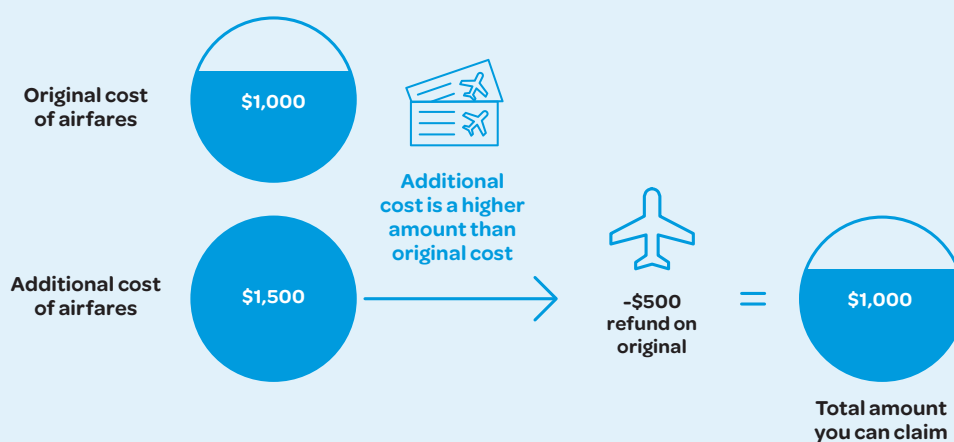 Original cost
of airfares
$1,000
Additional
cost is a higher
amount than
original cost
Additional cost
of airfares
$1,500
-$500
refund on
original
=
$1,000
Total amount
you can claim